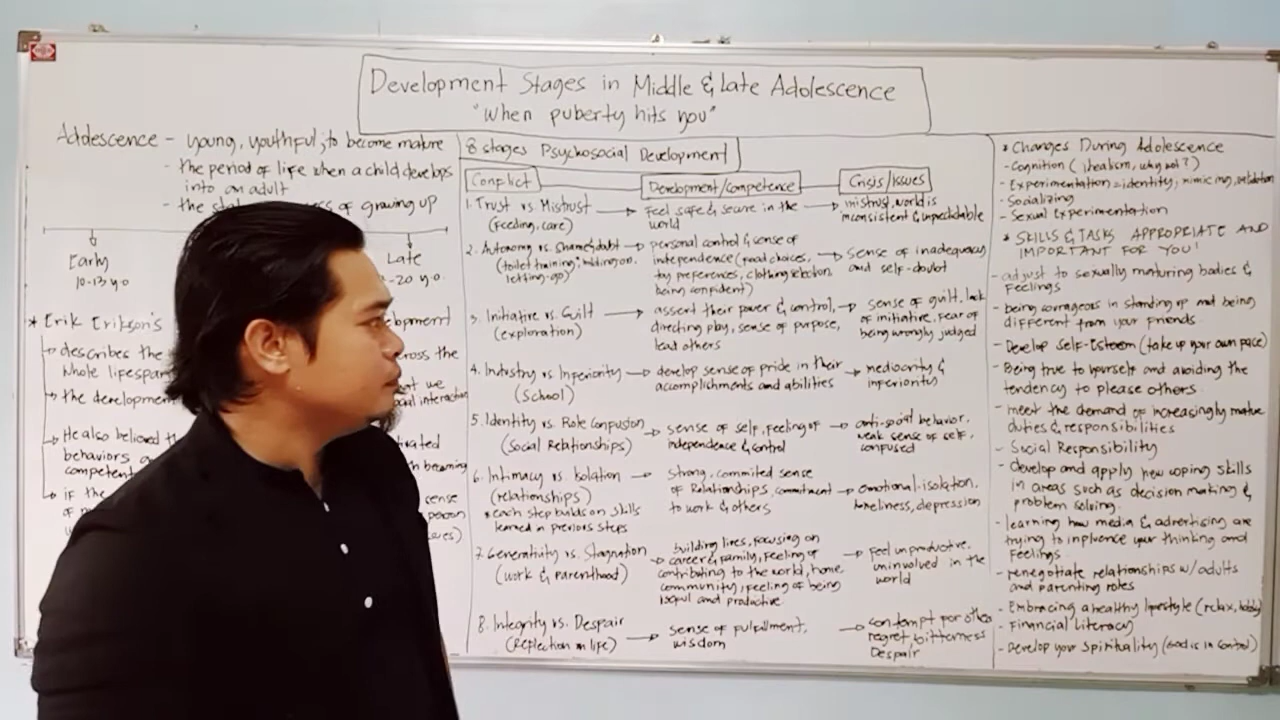 Development Stages in Middle & Late Adolescence
"When puberty hits you"
Adolescence - young, youthful; to become mature
- the period of life when a child develops
into an adult
- the of growing up
Early
10-13 y.o
Late
-20 y.o.
* Erik Erikson's
describes the across the
whole lifespan
the development we
social interaction
He also believed
behaviors
becoming
competent
if the sense
person
8 stages Psychosocial Development
Conflict
Development/competence
Crisis/Issues
1. Trust vs. Mistrust
(feeding, care)
feel safe & secure in the
world
mistrust, world is
inconsistent & unpredictable
2. Autonomy vs. Shame & doubt
(toilet training, holding on,
letting-go)
personal control & sense of
independence (food choices,
toy preferences, clothing selection
being confident)
sense of inadequacy
and self-doubt
3. Initiative vs. Guilt
(exploration)
assert their power & control,
directing play, sense of purpose,
lead others
sense of guilt, lack
of initiative, fear of
being wrongly judged
4. Industry vs Inferiority
(School)
develop sense of pride in their
accomplishments and abilities
mediocrity &
inferiority
5. Identity vs. Role Confusion
(Social Relationships)
sense of self, feeling of
independence & control
anti-social behavior,
weak sense of self,
confused
6. Intimacy vs. Isolation
(relationships)
* each step builds on skills
learned in previous steps
Strong, commited sense
of Relationships, commitment
to work & others
emotional-isolation,
loneliness, depression
7. Generativity vs. Stagnation
(work & parenthood)
building lives, focusing on
career & family, feeling of
contributing to the world, home
community, feeling of being
useful and productive
feel unproductive,
uninvolved in the
world
8. Integrity vs. Despair
(Reflection on life)
sense of fulfillment,
wisdom
contempt for others
regret, bitterness
Despair
* Changes During Adolescence
- Cognition (idealism, why not?)
- Experimentation = identity, mimicing, validation
- Socializing
- Sexual Experimentation
* SKILLS & TASKS APPROPRIATE AND
IMPORTANT FOR YOU!
- adjust to sexually maturing bodies &
feelings
- being courageous in standing up and being
different from your friends
- Develop Self-Esteem (take up your own pace)
- Being true to yourself and avoiding the
tendency to please others
- meet the demand of increasingly mature
duties & responsibilities
- Social Responsibility
- develop and apply new coping skills
in areas such as decision making &
problem solving.
- learning how media & advertising are
trying to influence your thinking and
Feelings
- renegotiate relationships w/ adults
and parenting roles
- Embracing a healthy lifestyle (relax, hobby)
- Financial Literacy
- Develop your Spirituality (God is in Control)